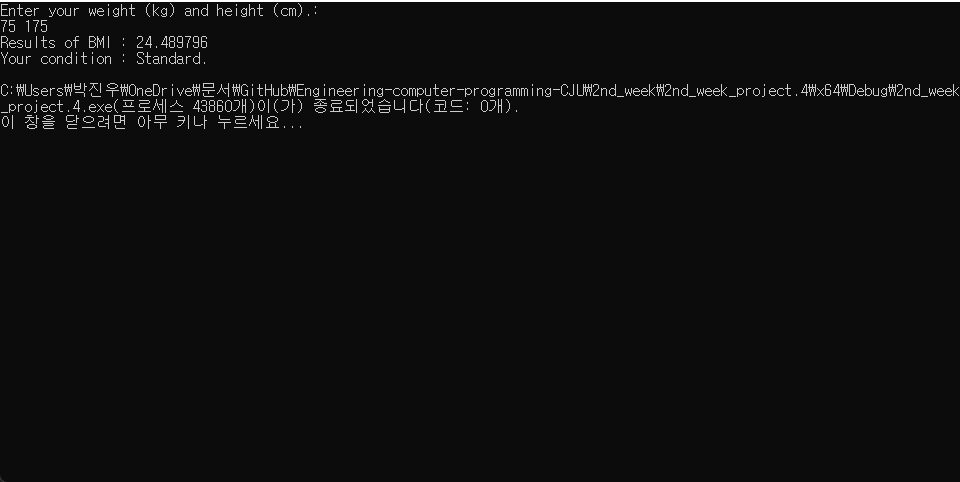 Enter your weight (kg) and height (cm).:
75 175
Results of BMI : 24.489796
Your condition : Standard.
C:₩Users₩박진우₩OneDrive₩문서₩GitHub₩Engineering-computer-programming-CJU₩2nd_week₩2nd_week_project.4₩x64₩Debug₩2nd_week
_project.4.exe(프로세스 43860개)이(가) 종료되었습니다(코드: 0개).
이 창을 닫으려면 아무 키나 누르세요...